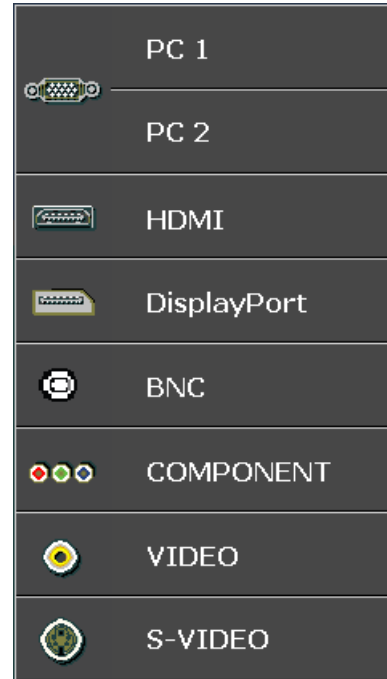 PC 1
PC 2
HDMI
DisplayPort
BNC
COMPONENT
VIDEO
S-VIDEO